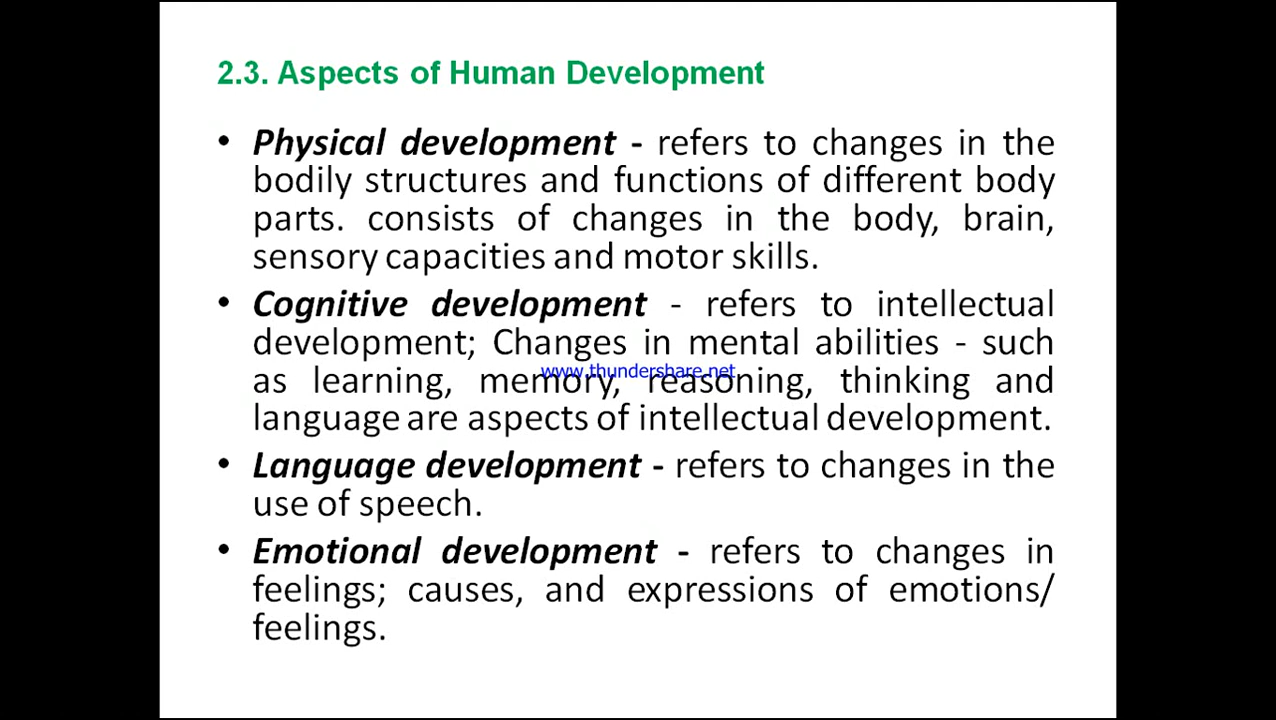 2.3. Aspects of Human Development
• Physical development - refers to changes in the
bodily structures and functions of different body
parts. consists of changes in the body, brain,
sensory capacities and motor skills.
• Cognitive development - refers to intellectual
development; Changes in mental abilities - such
www.thundershare.net
as learning, memory, reasoning, thinking and
language are aspects of intellectual development.
• Language development - refers to changes in the
use of speech.
• Emotional development - refers to changes in
feelings; causes, and expressions of emotions/
feelings.